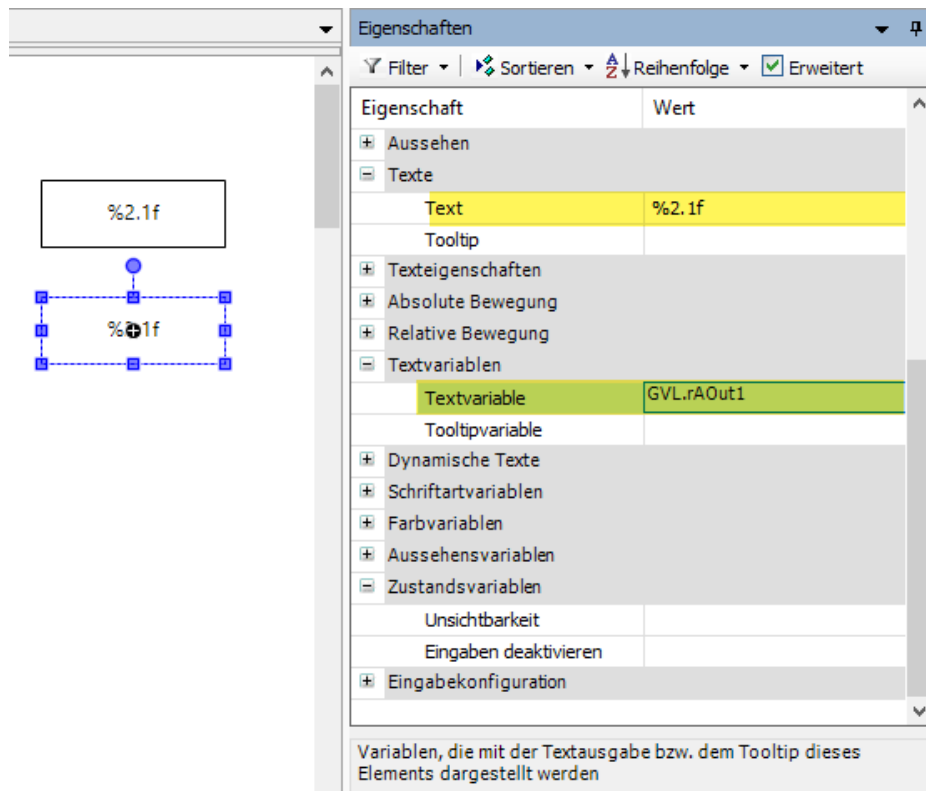 Eigenschaften
Filter Sortieren Reihenfolge Erweitert
Eigenschaft Wert
Aussehen
Texte
Text %2.1f
Tooltip
Texteigenschaften
Absolute Bewegung
Relative Bewegung
Textvariablen
Textvariable GVL.rAOut1
Tooltipvariable
Dynamische Texte
Schriftartvariablen
Farbvariablen
Aussehensvariablen
Zustandsvariablen
Unsichtbarkeit
Eingaben deaktivieren
Eingabekonfiguration
Variablen, die mit der Textausgabe bzw. dem Tooltip dieses
Elements dargestellt werden
%2.1f